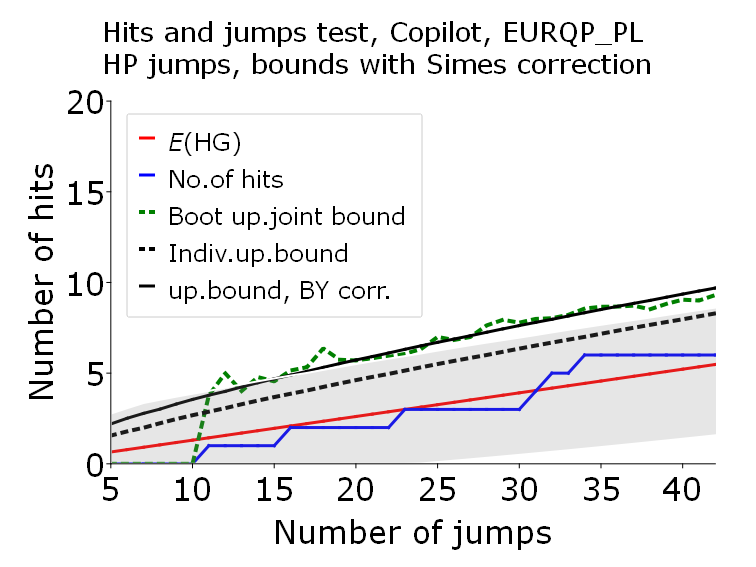 Hits and jumps test, Copilot, EURQP_PL
HP jumps, bounds with Simes correction
Number of hits
20
15
10
5
0
E(HG)
No.of hits
Boot up.joint bound
Indiv.up.bound
up.bound, BY corr.
5 10 15 20 25 30 35 40
Number of jumps